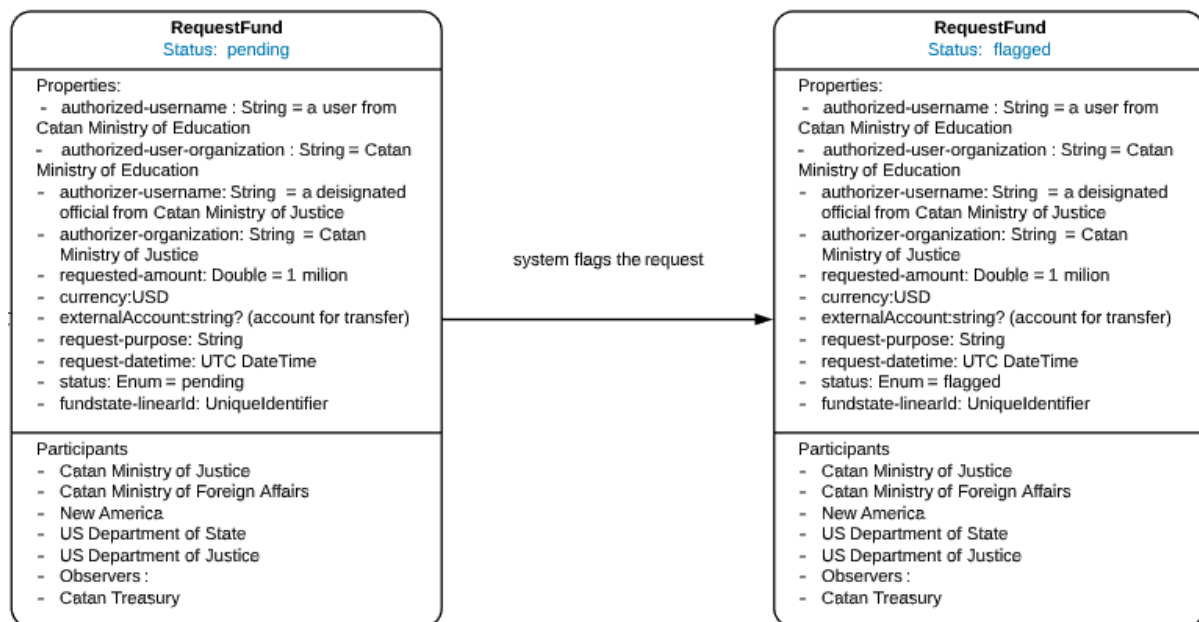 RequestFund
Status: pending
Properties:
- authorized-username : String = a user from
Catan Ministry of Education
- authorized-user-organization : String = Catan
Ministry of Education
- authorizer-username: String = a deisignated
official from Catan Ministry of Justice
- authorizer-organization: String = Catan
Ministry of Justice
- requested-amount: Double = 1 milion
- currency:USD
- externalAccount:string? (account for transfer)
- request-purpose: String
- request-datetime: UTC DateTime
- status: Enum = pending
- fundstate-linearId: UniqueIdentifier
Participants
- Catan Ministry of Justice
- Catan Ministry of Foreign Affairs
- New America
- US Department of State
- US Department of Justice
- Observers :
- Catan Treasury
system flags the request
RequestFund
Status: flagged
Properties:
- authorized-username : String = a user from
Catan Ministry of Education
- authorized-user-organization : String = Catan
Ministry of Education
- authorizer-username: String = a deisignated
official from Catan Ministry of Justice
- authorizer-organization: String = Catan
Ministry of Justice
- requested-amount: Double = 1 milion
- currency:USD
- externalAccount:string? (account for transfer)
- request-purpose: String
- request-datetime: UTC DateTime
- status: Enum = flagged
- fundstate-linearId: UniqueIdentifier
Participants
- Catan Ministry of Justice
- Catan Ministry of Foreign Affairs
- New America
- US Department of State
- US Department of Justice
- Observers :
- Catan Treasury